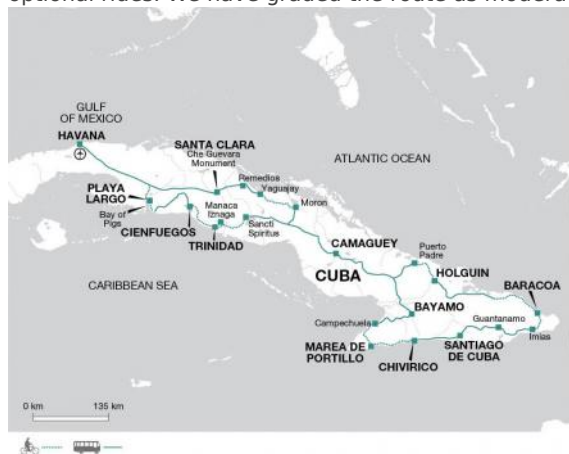 optional rides. We have graded the route as modera
GULF
OF MEXICO
HAVANA
SANTA CLARA
Che Guevara
Monument
ATLANTIC OCEAN
Remedios
Yaguajay
PLAYA
LARGO
Manaca
Iznaga
Moron
Bay of
Pigs
Sancti
Spiritus
CIENFUEGOS
TRINIDAD
CAMAGUEY
Puerto
Padre
CUBA
HOLGUIN
CARIBBEAN SEA
BARACOA
BAYAMO
Campechuela
Guantanamo
MAREA DE
PORTILLO
SANTIAGO
DE CUBA
Imias
CHIVIRICO
0 km
135 km